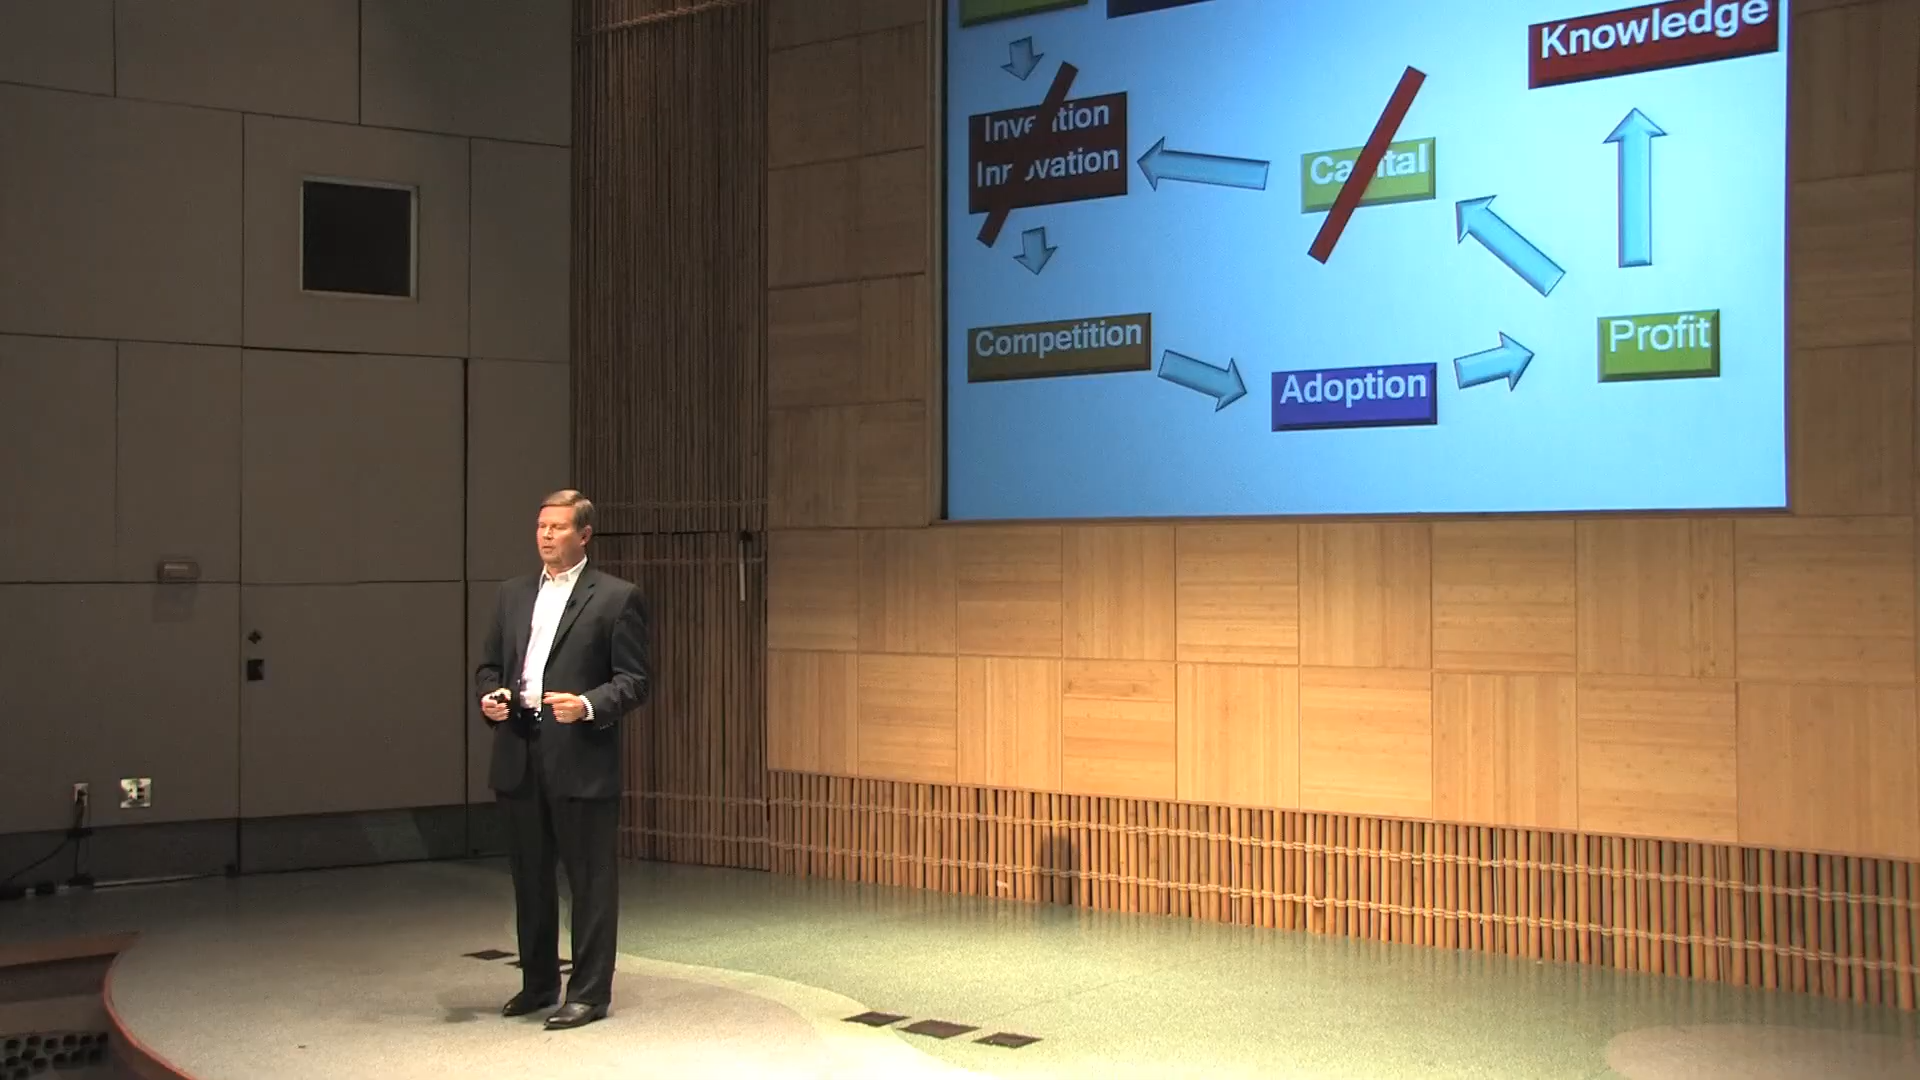 Knowledge
Invention
Innovation
Capital
Competition
Adoption
Profit